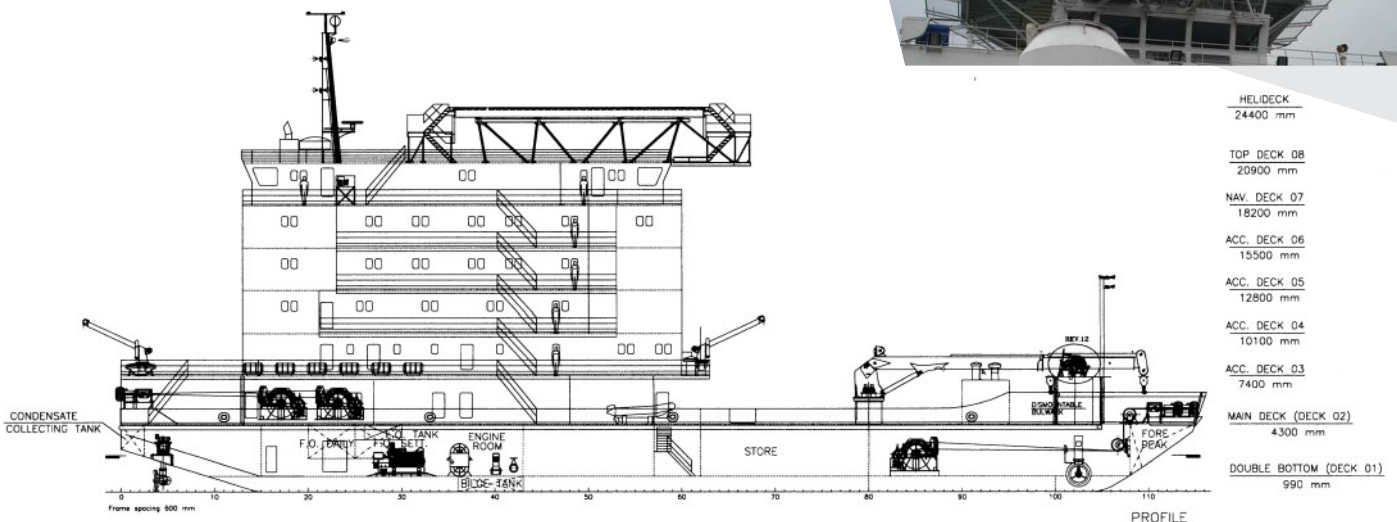 HELIDECK
24400 mm
TOP DECK 08
20900 mm
NAV. DECK 07
18200 mm
ACC. DECK 06
15500 mm
ACC. DECK 05
12800 mm
ACC. DECK 04
10100 mm
ACC. DECK 03
7400 mm
MAIN DECK (DECK 02)
4300 mm
DOUBLE BOTTOM (DECK 01)
990 mm
REV.12
DISMOUNTABLE
BULWARK
CONDENSATE
COLLECTING TANK
F.O. TANK
F.O. DAILY
F.O. SETT.
ENGINE
ROOM
BILGE TANK
STORE
FORE
PEAK
0 10 20 30 40 50 60 70 80 90 100 110
Frame spacing 600 mm
PROFILE